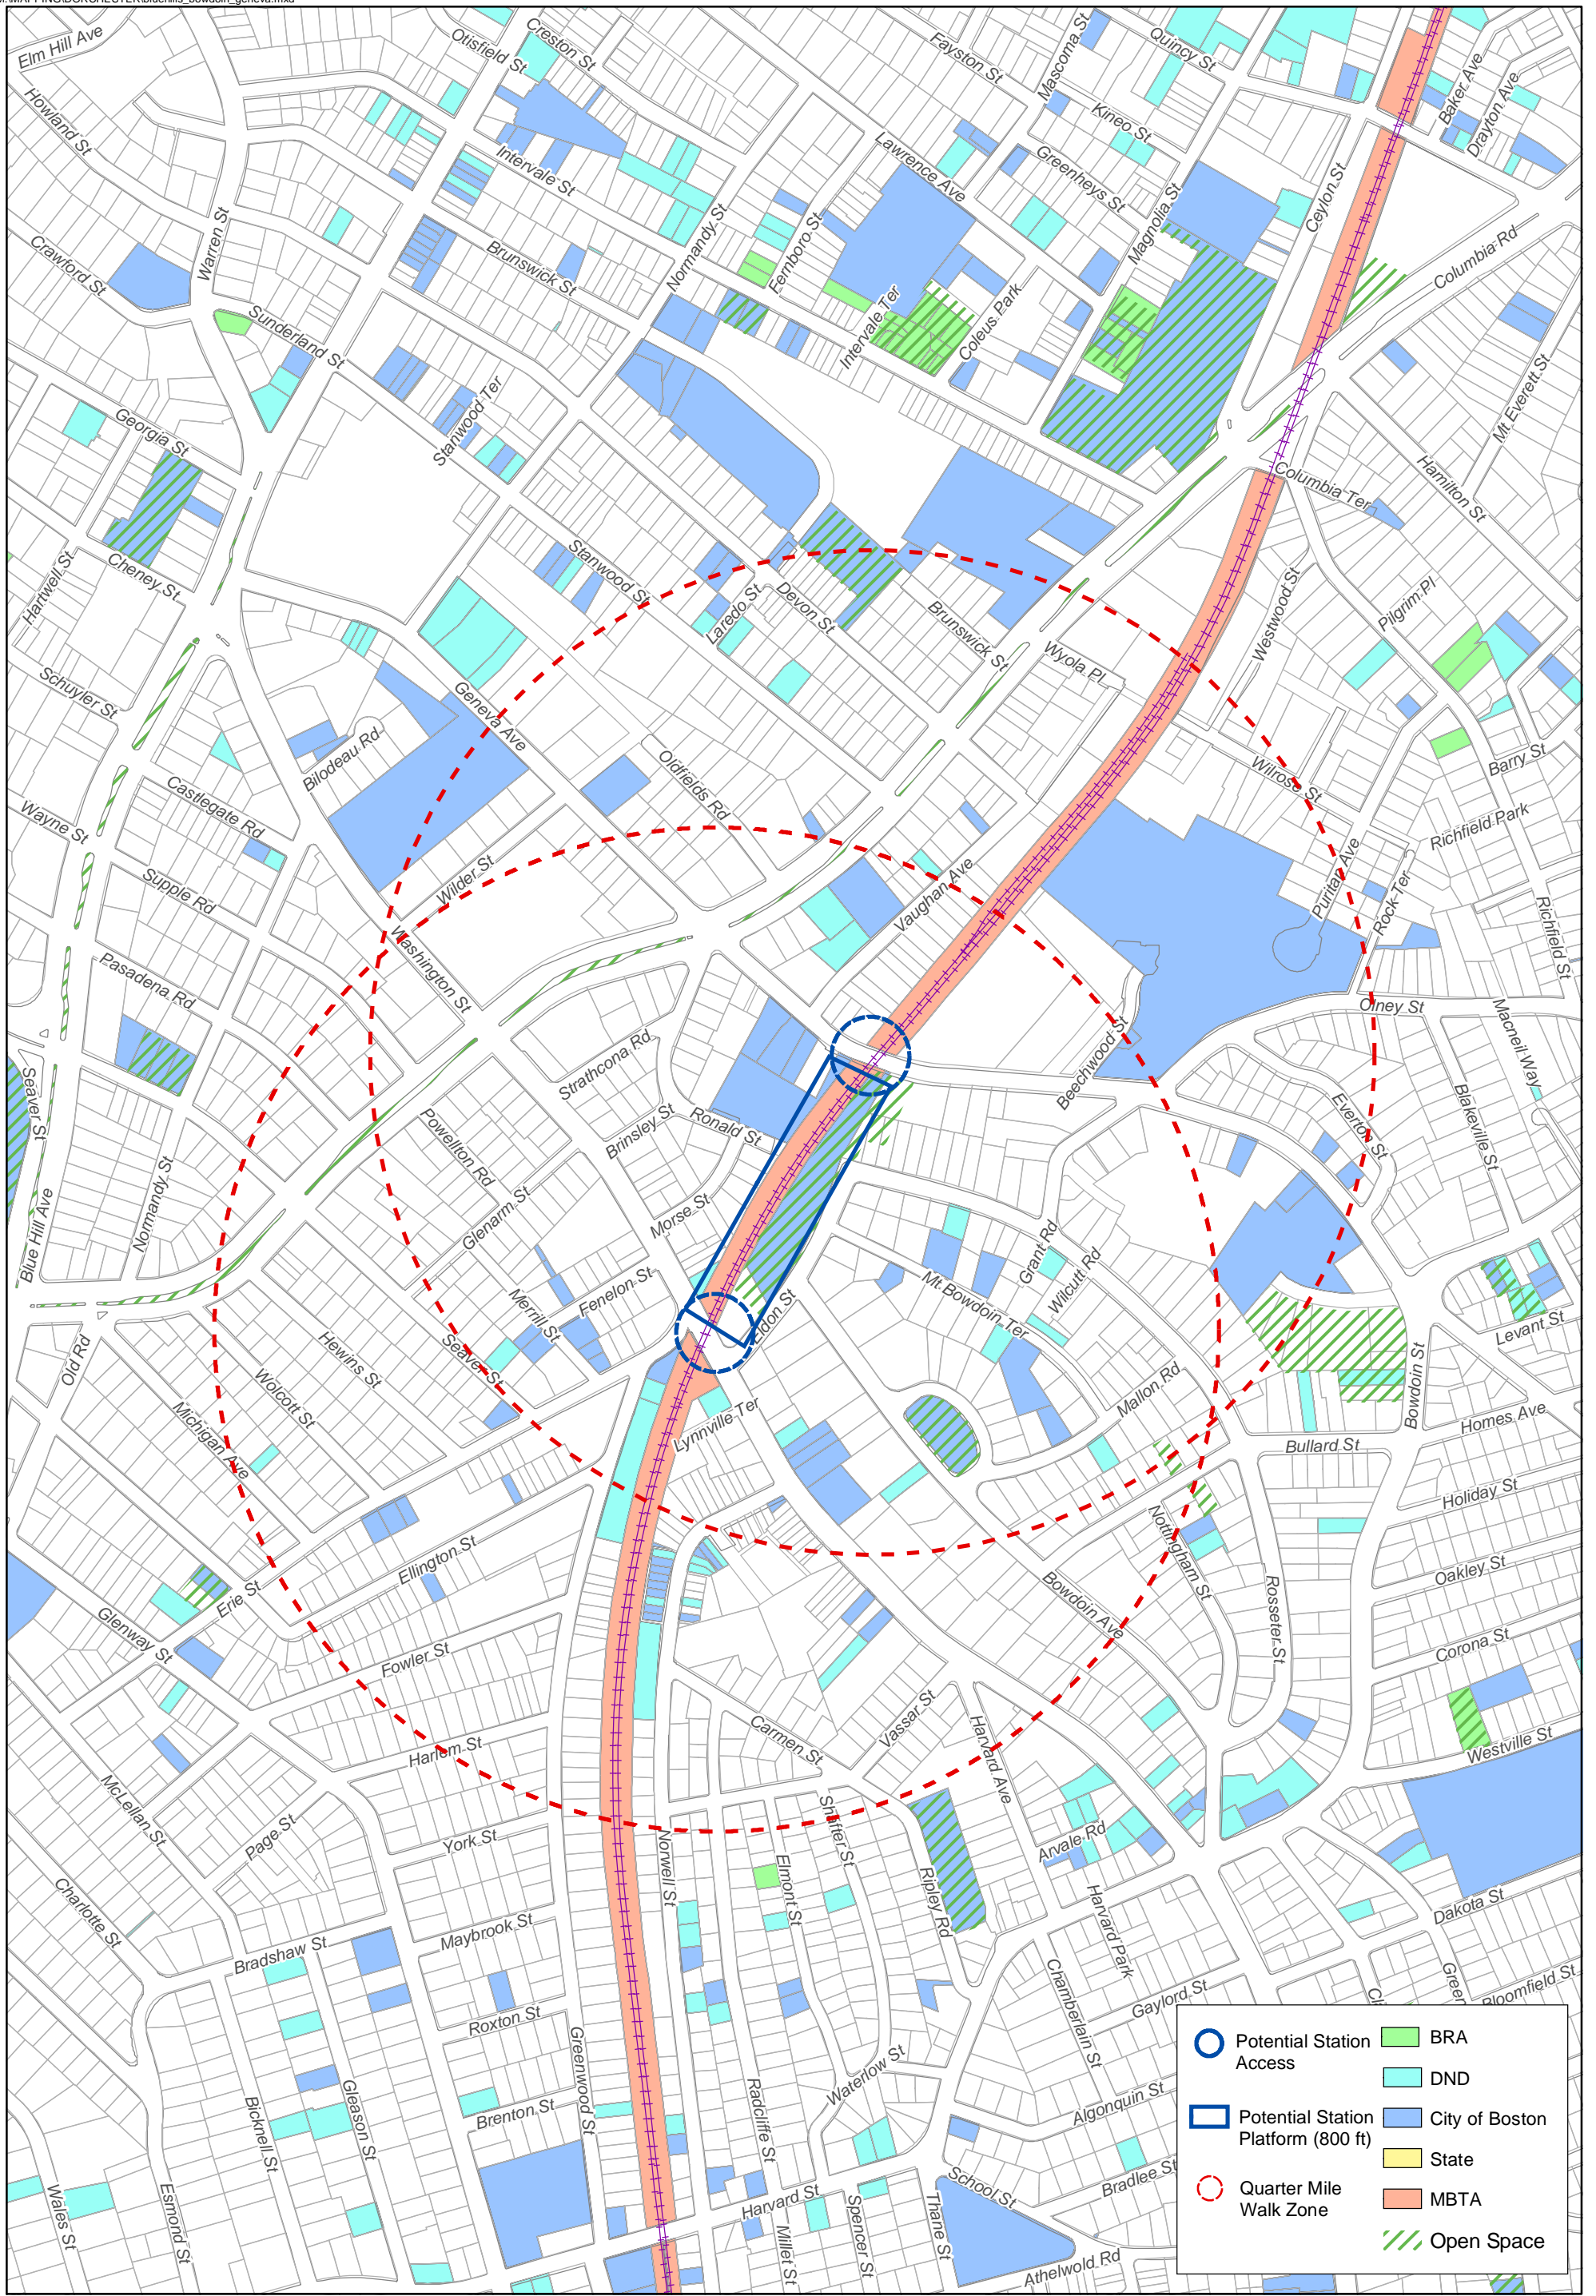 Elm Hill Ave
Otisfield St
Creston St
Fayston St
Mascoma St
Quincy St
Baker Ave
Drayton Ave
Howland St
Intervale St
Lawrence Ave
Kineo St
Greenheys St
Ceylon St
Warren St
Crawford St
Brunswick St
Normandy St
Fernboro St
Magnolia St
Columbia Rd
Sunderland St
Intervale Ter
Coleus Park
Mt Everett St
Georgia St
Stanwood Ter
Columbia Ter
Hamilton St
Hartwell St
Cheney St
Stanwood St
Laredo St
Devon St
Brunswick St
Westwood St
Pilgrim Pl
Wyola Pl
Schuyler St
Geneva Ave
Bilodeau Rd
Oldfields Rd
Wilrose St
Barry St
Castlegate Rd
Wayne St
Richfield Park
Supple Rd
Wilder St
Vaughan Ave
Puritan Ave
Rock Ter
Richfield St
Washington St
Pasadena Rd
Olney St
Macneil Way
Strathcona Rd
Beechwood St
Seaver St
Powellton Rd
Brinsley St
Ronald St
Everton St
Blakeville St
Normandy St
Blue Hill Ave
Glenarm St
Morse St
Grant Rd
Wilcutt Rd
Mt Bowdoin Ter
Merrill St
Fenelon St
Eldon St
Levant St
Old Rd
Hewins St
Seaver St
Wolcott St
Michigan Ave
Lynnville Ter
Mallon Rd
Bowdoin St
Homes Ave
Bullard St
Holiday St
Nottingham St
Ellington St
Erie St
Glenway St
Bowdoin Ave
Rosseter St
Oakley St
Corona St
Fowler St
Carmen St
Vassar St
Harvard Ave
Westville St
Harlem St
McLellan St
Page St
York St
Norwell St
Shafter St
Elmont St
Ripley Rd
Arvale Rd
Harvard Park
Charlotte St
Dakota St
Maybrook St
Bradshaw St
Chamberlain St
Gaylord St
Bloomfield St
Roxton St
Greenwood St
Waterlow St
Algonquin St
Bicknell St
Gleason St
Brenton St
Radcliffe St
Bradlee St
School St
Harvard St
Wales St
Esmond St
Millet St
Spencer St
Thane St
Athelwold Rd
Potential Station
Access
Potential Station
Platform (800 ft)
Quarter Mile
Walk Zone
BRA
DND
City of Boston
State
MBTA
Open Space